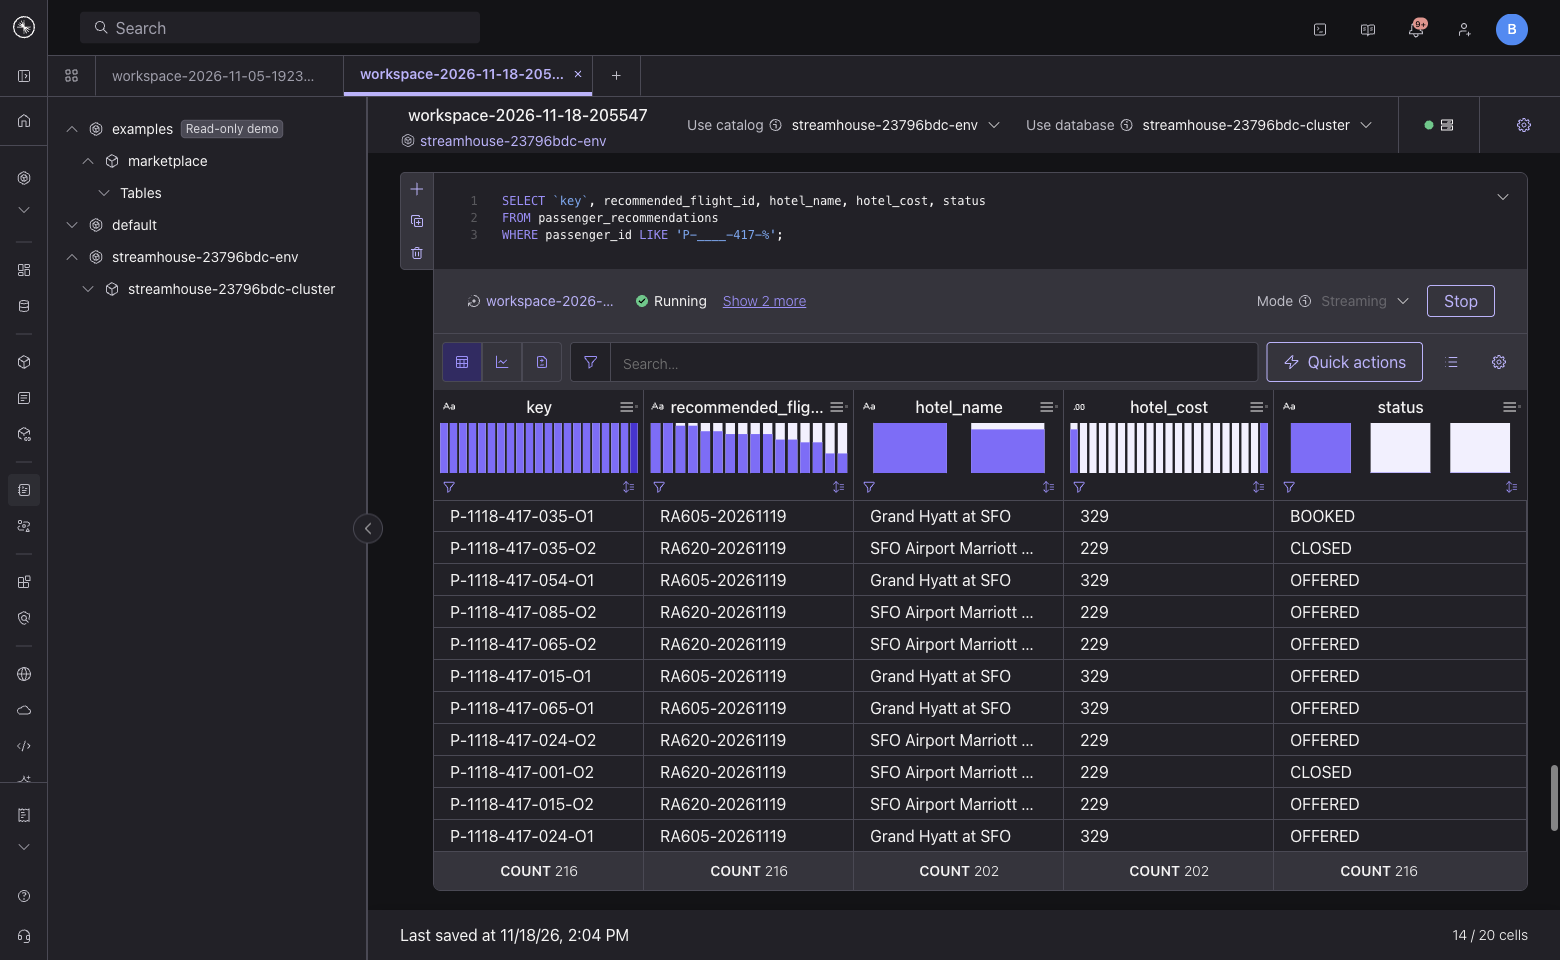 Search
9+
B
workspace-2026-11-05-1923...
workspace-2026-11-18-205...
examples Read-only demo
marketplace
Tables
default
streamhouse-23796bdc-env
streamhouse-23796bdc-cluster
workspace-2026-11-18-205547
streamhouse-23796bdc-env
Use catalog streamhouse-23796bdc-env
Use database streamhouse-23796bdc-cluster
1 SELECT `key`, recommended_flight_id, hotel_name, hotel_cost, status
2 FROM passenger_recommendations
3 WHERE passenger_id LIKE 'P-____-417-%';
workspace-2026-... Running Show 2 more Mode Streaming Stop
Search... Quick actions
Aa key Aa recommended_flig... Aa hotel_name .00 hotel_cost Aa status
P-1118-417-035-O1 RA605-20261119 Grand Hyatt at SFO 329 BOOKED
P-1118-417-035-O2 RA620-20261119 SFO Airport Marriott ... 229 CLOSED
P-1118-417-054-O1 RA605-20261119 Grand Hyatt at SFO 329 OFFERED
P-1118-417-085-O2 RA620-20261119 SFO Airport Marriott ... 229 OFFERED
P-1118-417-065-O2 RA620-20261119 SFO Airport Marriott ... 229 OFFERED
P-1118-417-015-O1 RA605-20261119 Grand Hyatt at SFO 329 OFFERED
P-1118-417-065-O1 RA605-20261119 Grand Hyatt at SFO 329 OFFERED
P-1118-417-024-O2 RA620-20261119 SFO Airport Marriott ... 229 OFFERED
P-1118-417-001-O2 RA620-20261119 SFO Airport Marriott ... 229 CLOSED
P-1118-417-015-O2 RA620-20261119 SFO Airport Marriott ... 229 OFFERED
P-1118-417-024-O1 RA605-20261119 Grand Hyatt at SFO 329 OFFERED
COUNT 216 COUNT 216 COUNT 202 COUNT 202 COUNT 216
Last saved at 11/18/26, 2:04 PM 14 / 20 cells